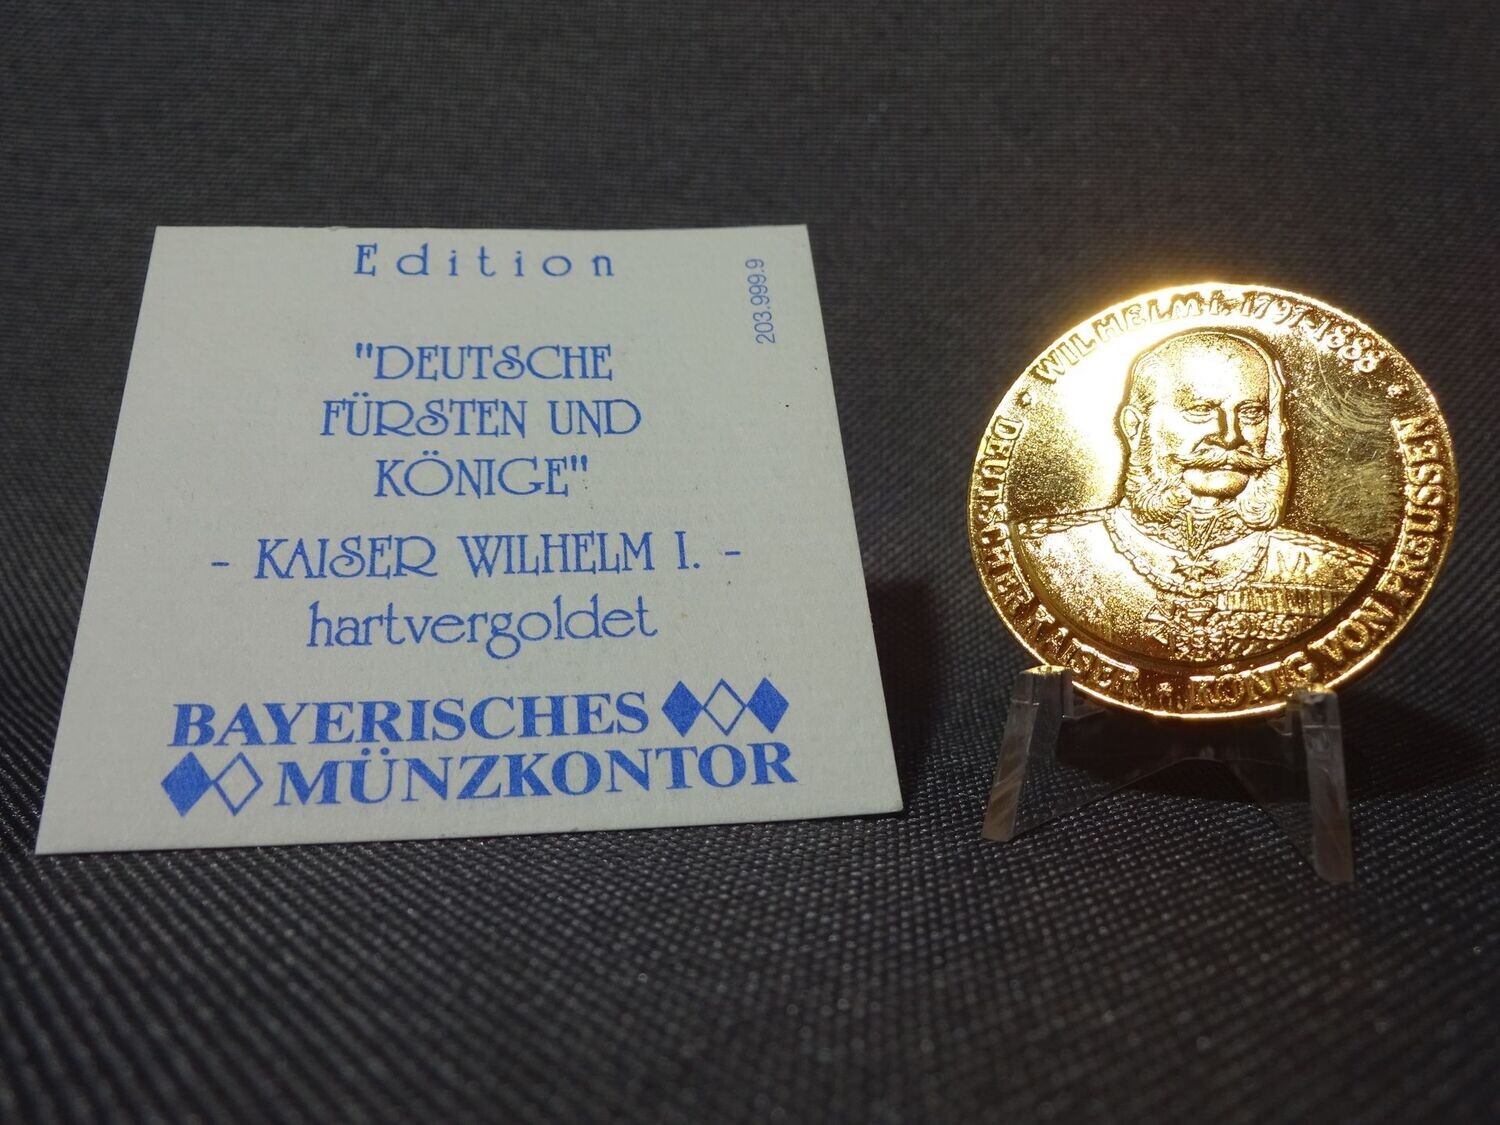 Edition
203.999.9
"DEUTSCHE
FÜRSTEN UND
KÖNIGE"
- KAISER WILHELM I. -
hartvergoldet
BAYERISCHES
MÜNZKONTOR
· WILHELM I. 1797-1888 ·
DEUTSCHER KAISER · KÖNIG VON PREUSSEN